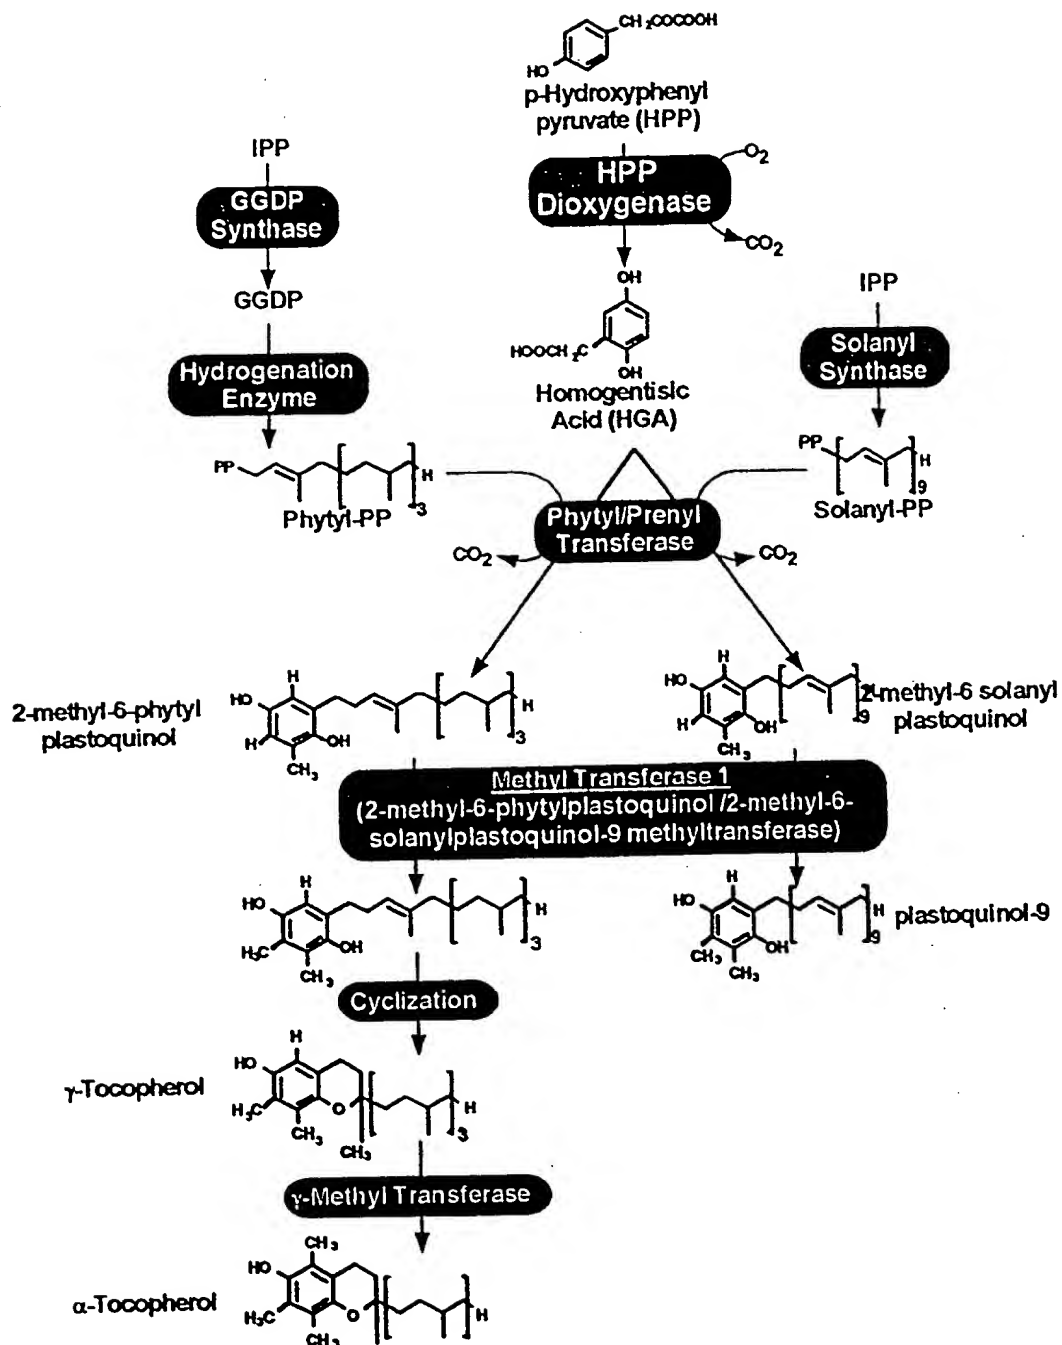 CH2COCOOH
HO
p-Hydroxyphenyl
pyruvate (HPP)
IPP
GGDP
Synthase
GGDP
Hydrogenation
Enzyme
HPP
Dioxygenase
O2
CO2
OH
HOOCH2C
OH
Homogentisic
Acid (HGA)
IPP
Solanyl
Synthase
PP
H
3
Phytyl-PP
PP
H
9
Solanyl-PP
Phytyl/Prenyl
Transferase
CO2
CO2
2-methyl-6-phytyl
plastoquinol
HO
H
H
OH
CH3
H
3
HO
H
H
OH
CH3
9
2-methyl-6 solanyl
plastoquinol
Methyl Transferase 1
(2-methyl-6-phytylplastoquinol /2-methyl-6-
solanylplastoquinol-9 methyltransferase)
HO
H
H3C
OH
CH3
H
3
HO
H
OH
CH3
CH3
H
9
plastoquinol-9
Cyclization
γ-Tocopherol
H
HO
H3C
O
CH3
CH3
H
3
γ-Methyl Transferase
α-Tocopherol
CH3
HO
H3C
O
CH3
H